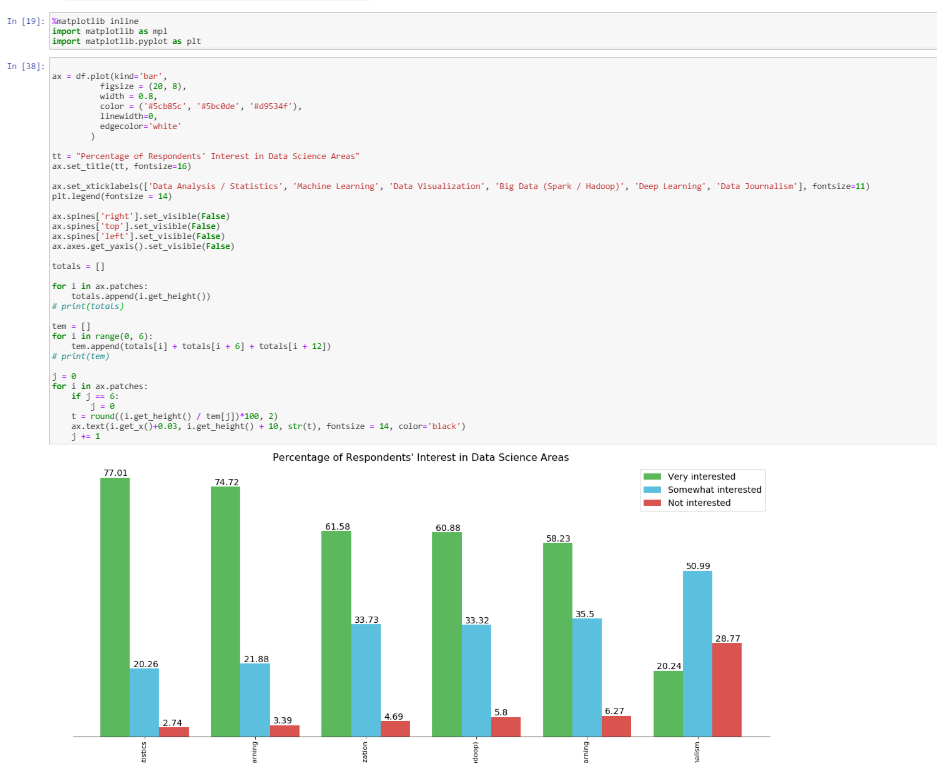 In [19]: %matplotlib inline
import matplotlib as mpl
import matplotlib.pyplot as plt
In [38]:
ax = df.plot(kind='bar',
figsize = (20, 8),
width = 0.8,
color = ('#5cb85c', '#5bc0de', '#d9534f'),
linewidth=0,
edgecolor='white'
)
tt = "Percentage of Respondents' Interest in Data Science Areas"
ax.set_title(tt, fontsize=16)
ax.set_xticklabels(['Data Analysis / Statistics', 'Machine Learning', 'Data Visualization', 'Big Data (Spark / Hadoop)', 'Deep Learning', 'Data Journalism'], fontsize=11)
plt.legend(fontsize = 14)
ax.spines['right'].set_visible(False)
ax.spines['top'].set_visible(False)
ax.spines['left'].set_visible(False)
ax.axes.get_yaxis().set_visible(False)
totals = []
for i in ax.patches:
totals.append(i.get_height())
# print(totals)
tem = []
for i in range(0, 6):
tem.append(totals[i] + totals[i + 6] + totals[i + 12])
# print(tem)
j = 0
for i in ax.patches:
if j == 6:
j = 0
t = round((i.get_height() / tem[j])*100, 2)
ax.text(i.get_x()+0.03, i.get_height() + 10, str(t), fontsize = 14, color='black')
j += 1
Percentage of Respondents' Interest in Data Science Areas
Very interested
Somewhat interested
Not interested
77.01
20.26
2.74
74.72
21.88
3.39
61.58
33.73
4.69
60.88
33.32
5.8
58.23
35.5
6.27
20.24
50.99
28.77
tistics
arning
zation
doop)
arning
nalism